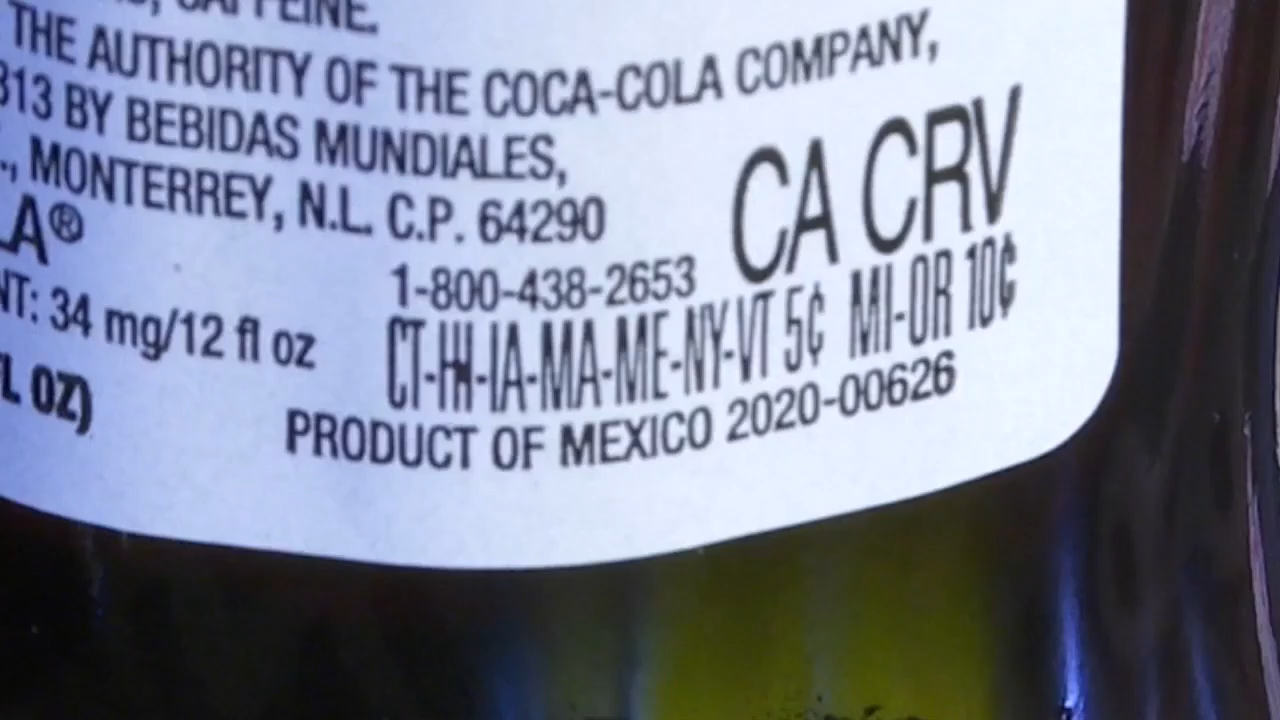 CAFFEINE.
THE AUTHORITY OF THE COCA-COLA COMPANY,
313 BY BEBIDAS MUNDIALES,
., MONTERREY, N.L. C.P. 64290
LA®
CA CRV
1-800-438-2653
NT: 34 mg/12 fl oz
CT-HI-IA-MA-ME-NY-VT 5¢ MI-OR 10¢
FL OZ)
PRODUCT OF MEXICO 2020-00626